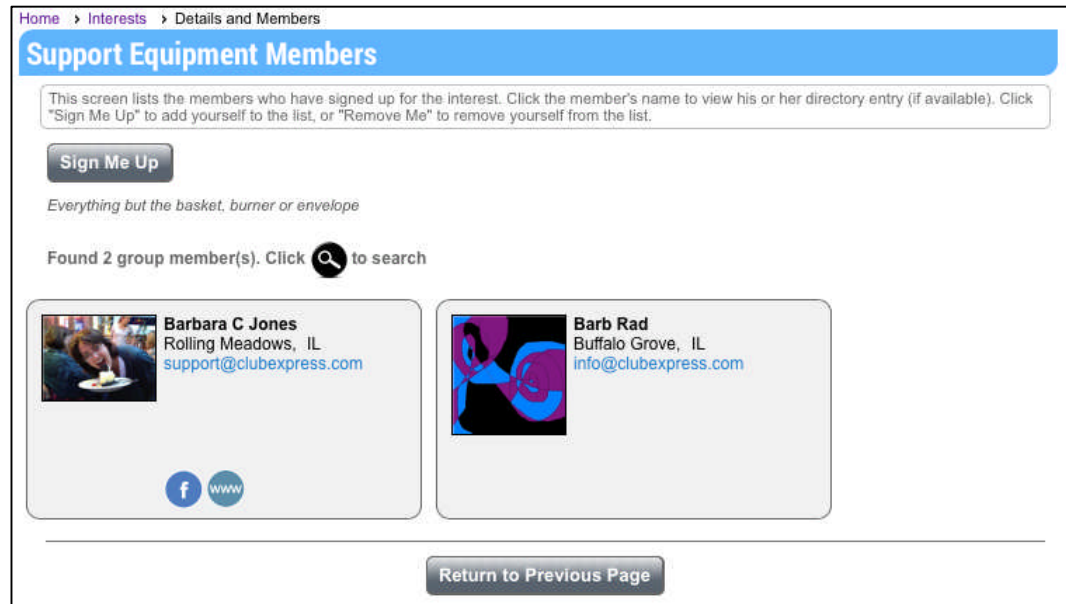 Home > Interests > Details and Members
Support Equipment Members
This screen lists the members who have signed up for the interest. Click the member's name to view his or her directory entry (if available). Click
"Sign Me Up" to add yourself to the list, or "Remove Me" to remove yourself from the list.
Sign Me Up
Everything but the basket, burner or envelope
Found 2 group member(s). Click to search
Barbara C Jones
Rolling Meadows, IL
support@clubexpress.com
f www
Barb Rad
Buffalo Grove, IL
info@clubexpress.com
Return to Previous Page